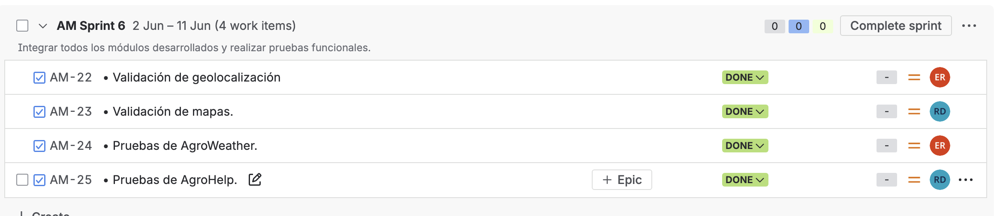 AM Sprint 6 2 Jun – 11 Jun (4 work items) 0 0 0 Complete sprint
Integrar todos los módulos desarrollados y realizar pruebas funcionales.
AM-22 • Validación de geolocalización DONE - ER
AM-23 • Validación de mapas. DONE - RD
AM-24 • Pruebas de AgroWeather. DONE - ER
AM-25 • Pruebas de AgroHelp. + Epic DONE - RD
Create